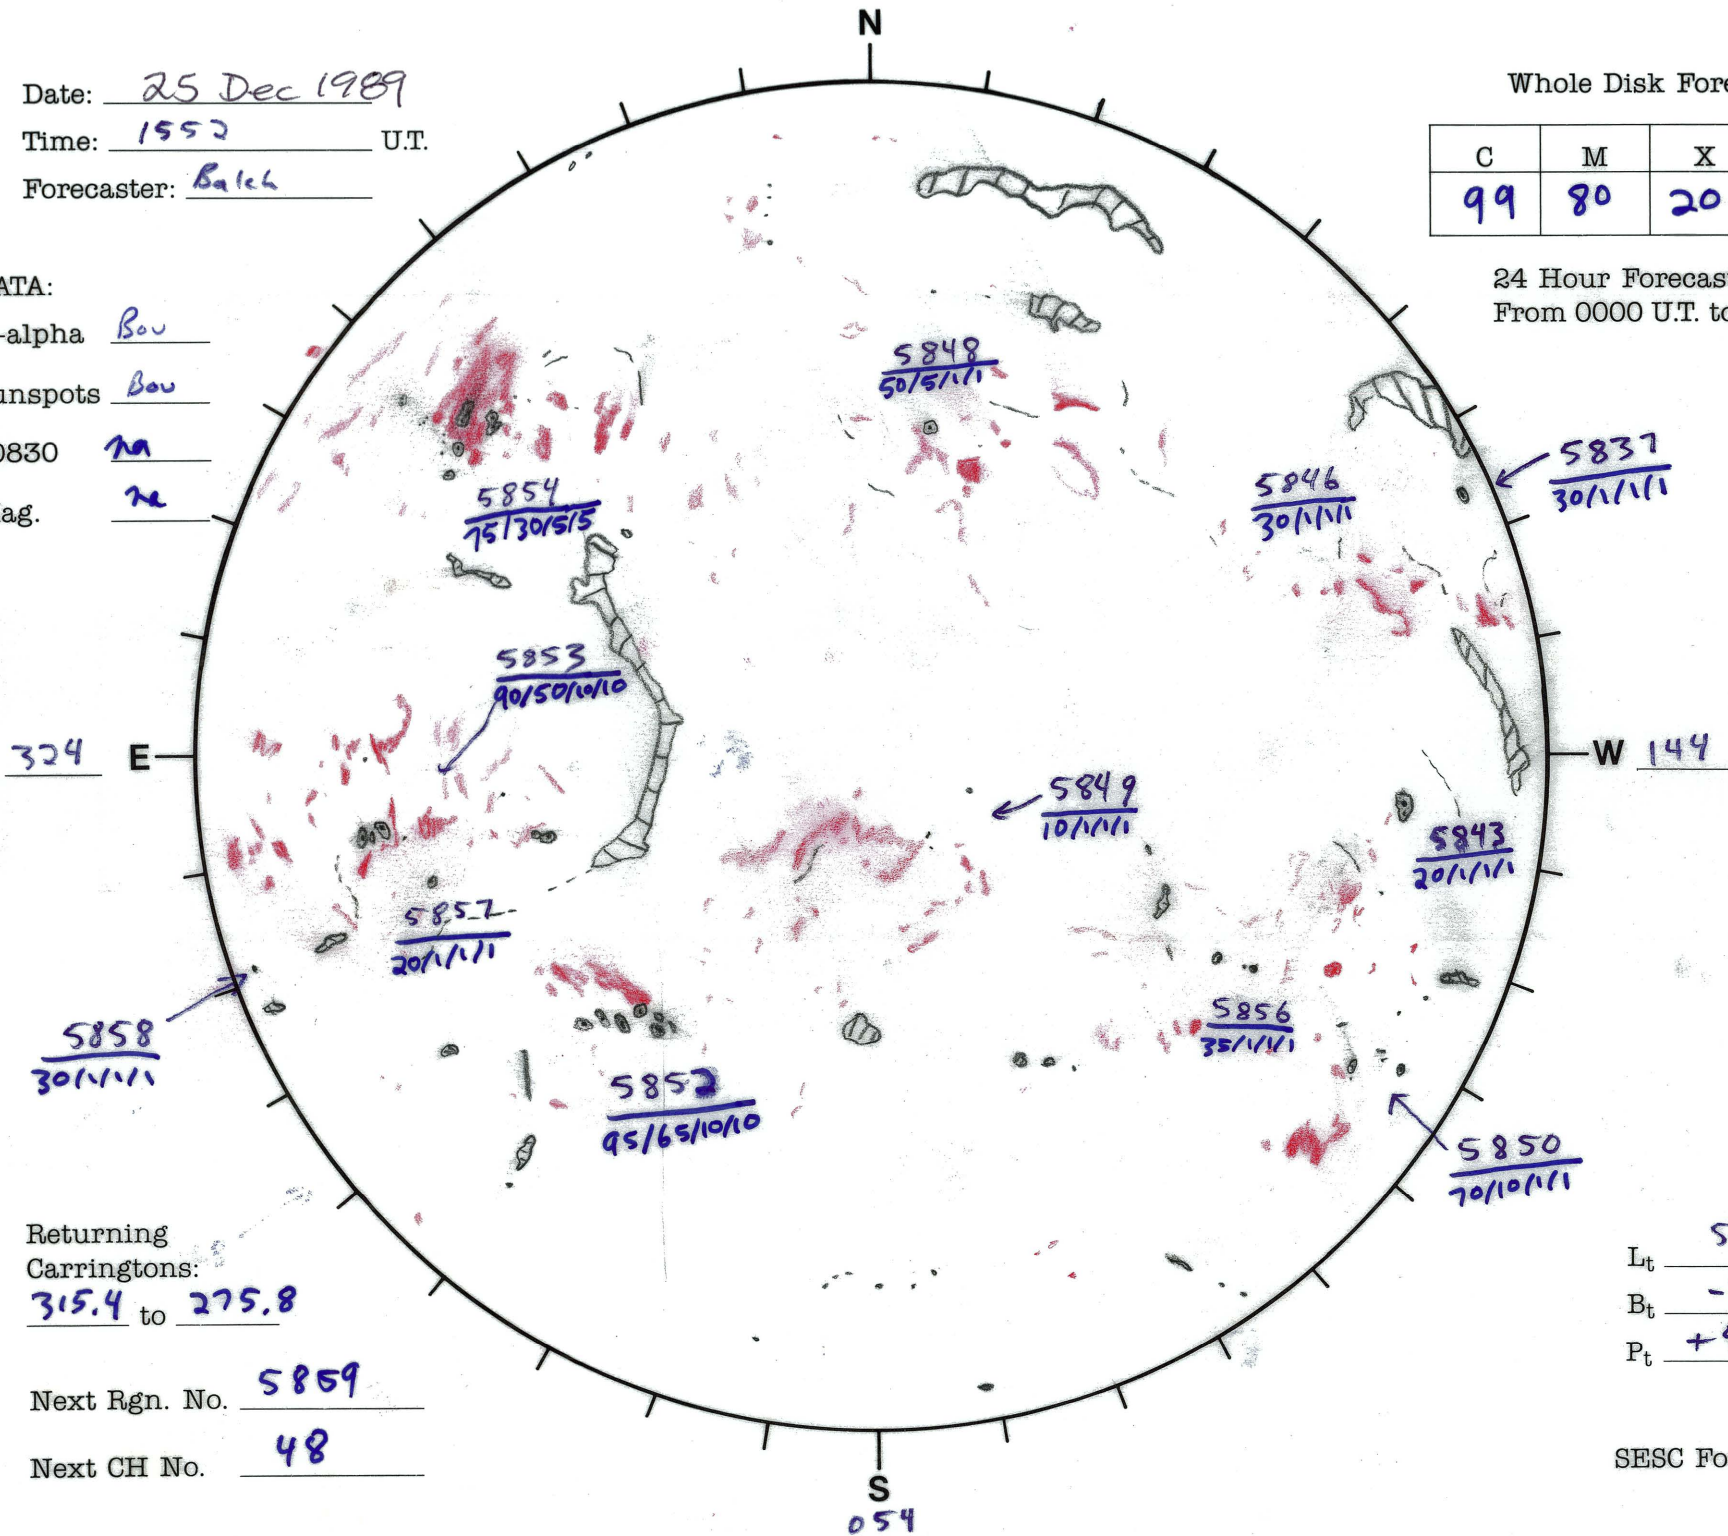 N
Date: 25 Dec 1989
Time: 1552 U.T.
Forecaster: Balch
Whole Disk Fore
C M X
99 80 20
24 Hour Forecas
From 0000 U.T. to
ATA:
-alpha Bou
unspots Bou
0830 na
ag. na
5848
50/5/1/1
5837
30/1/1/1
5846
30/1/1/1
5854
75/30/5/5
5853
90/50/10/10
324 E
W 144
5849
10/1/1/1
5843
20/1/1/1
5857
20/1/1/1
5858
30/1/1/1
5856
35/1/1/1
5852
95/65/10/10
5850
70/10/1/1
Returning
Carringtons:
315.4 to 275.8
Lt 5
Bt -
Pt +
Next Rgn. No. 5859
Next CH No. 48
SESC Fo
S
054